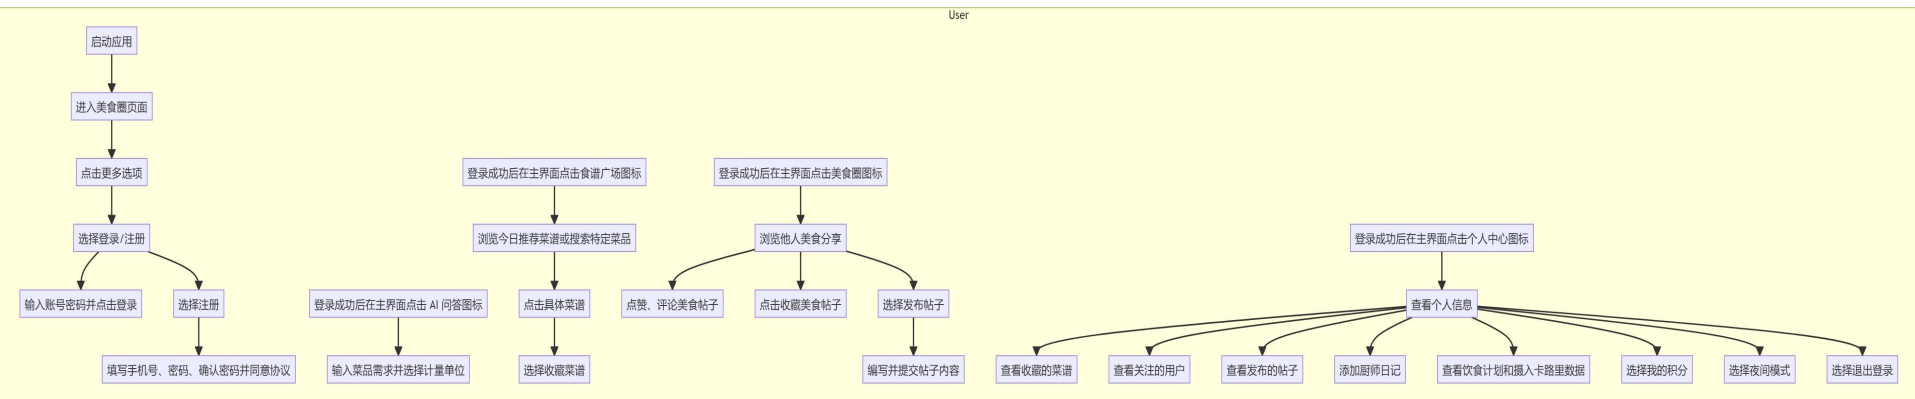 User
启动应用
进入美食圈页面
点击更多选项
登录成功后在主界面点击食谱广场图标
登录成功后在主界面点击美食圈图标
选择登录/注册
浏览今日推荐菜谱或搜索特定菜品
浏览他人美食分享
登录成功后在主界面点击个人中心图标
输入账号密码并点击登录
选择注册
登录成功后在主界面点击 AI 问答图标
点击具体菜谱
点赞、评论美食帖子
点击收藏美食帖子
选择发布帖子
查看个人信息
填写手机号、密码、确认密码并同意协议
输入菜品需求并选择计量单位
选择收藏菜谱
编写并提交帖子内容
查看收藏的菜谱
查看关注的用户
查看发布的帖子
添加厨师日记
查看饮食计划和摄入卡路里数据
选择我的积分
选择夜间模式
选择退出登录